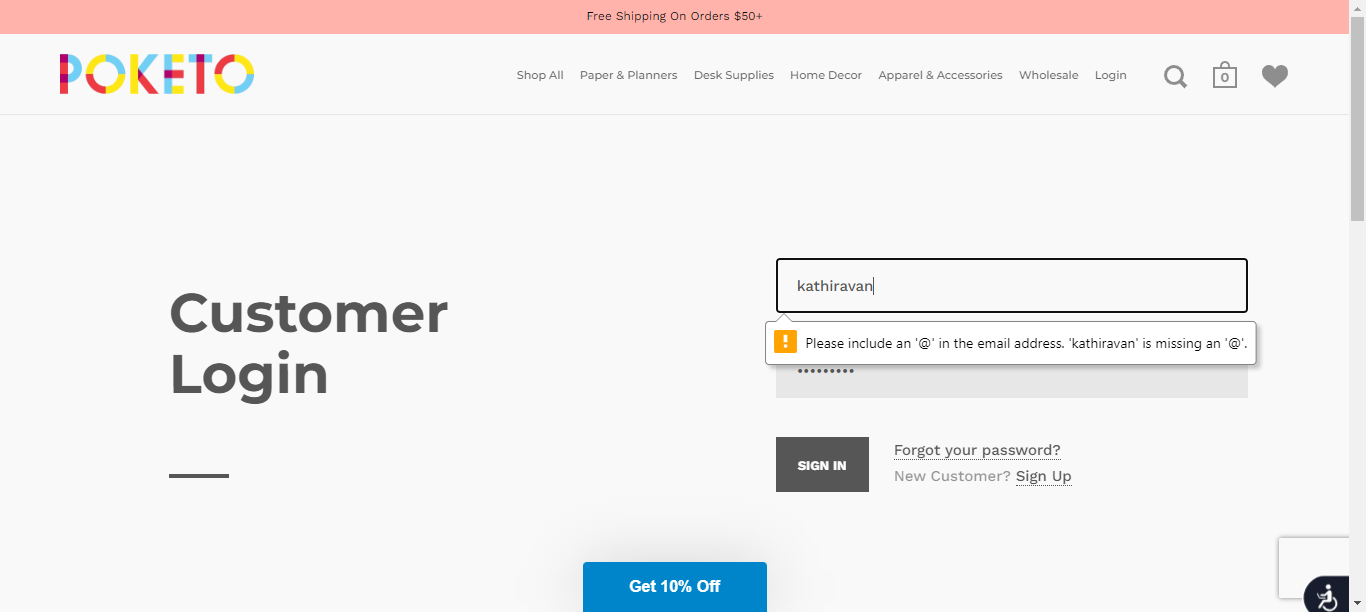 Free Shipping On Orders $50+
POKETO
Shop All Paper & Planners Desk Supplies Home Decor Apparel & Accessories Wholesale Login
0
Customer
Login
kathiravan
! Please include an '@' in the email address. 'kathiravan' is missing an '@'.
•••••••••
SIGN IN
Forgot your password?
New Customer? Sign Up
Get 10% Off